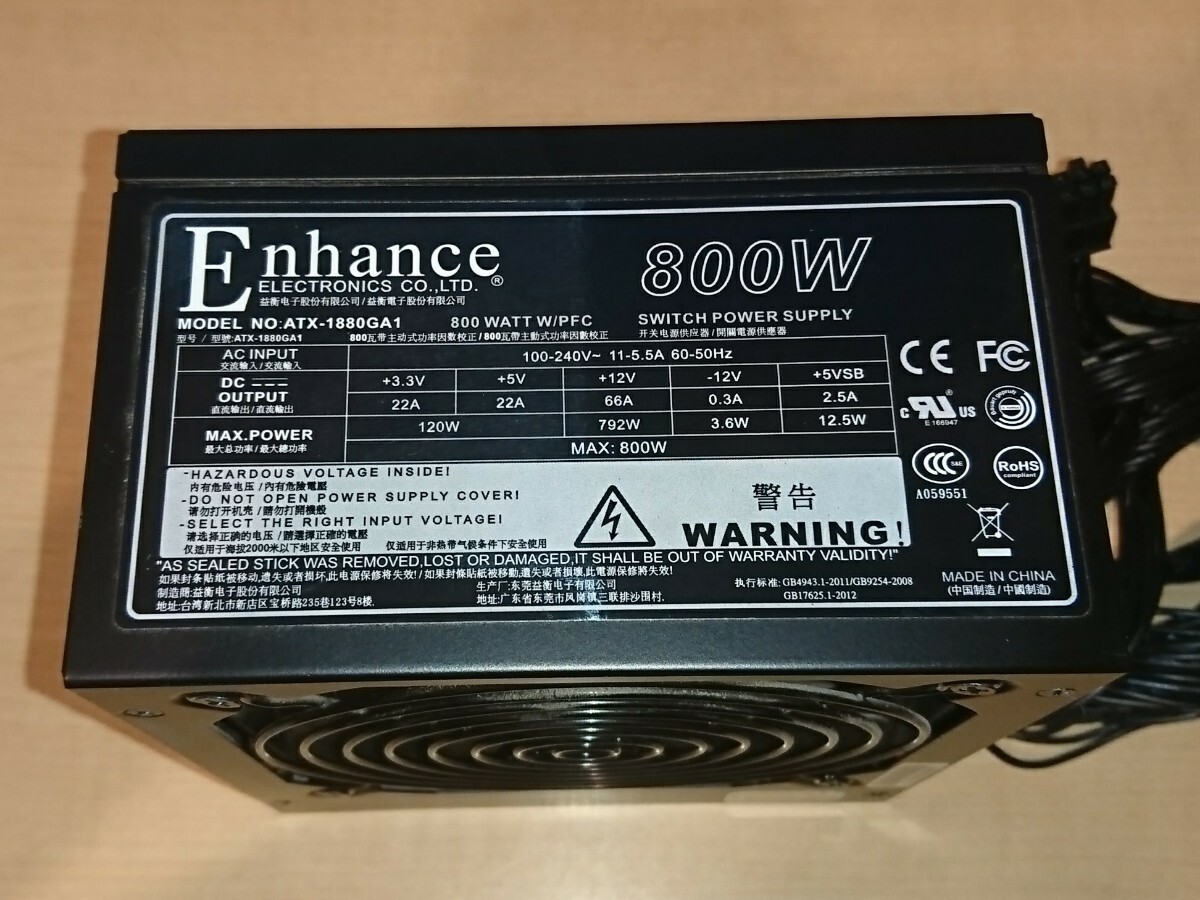 Enhance
ELECTRONICS CO.,LTD. ®
益衡电子股份有限公司/益衡電子股份有限公司
800W
MODEL NO:ATX-1880GA1 800 WATT W/PFC SWITCH POWER SUPPLY
型号 / 型號:ATX-1880GA1 800瓦带主动式功率因数校正/800瓦帶主動式功率因數校正 开关电源供应器/開關電源供應器
AC INPUT 100-240V~ 11-5.5A 60-50Hz
交流输入/交流輸入
DC +3.3V +5V +12V -12V +5VSB
OUTPUT 22A 22A 66A 0.3A 2.5A
直流输出/直流輸出
MAX.POWER 120W 792W 3.6W 12.5W
最大总功率/最大總功率 MAX: 800W
CE FC
c RU ® US
E 166947
CCC S&E
A059551
RoHS
compliant
-HAZARDOUS VOLTAGE INSIDE!
内有危险电压/內有危險電壓
-DO NOT OPEN POWER SUPPLY COVER!
请勿打开机壳/請勿打開機殼
-SELECT THE RIGHT INPUT VOLTAGE!
请选择正确的电压/請選擇正確的電壓
仅适用于海拔2000米以下地区安全使用 仅适用于非热带气候条件下安全使用
警告
WARNING!
"AS SEALED STICK WAS REMOVED,LOST OR DAMAGED,IT SHALL BE OUT OF WARRANTY VALIDITY!"
如果封条贴纸被移动,遗失或者损坏,此电源保修将失效!/如果封條貼紙被移動,遺失或者損壞,此電源保修將失效!
制造商:益衡电子股份有限公司 生产厂:东莞益衡电子有限公司 执行标准:GB4943.1-2011/GB9254-2008
地址:台湾新北市新店区宝桥路235巷123号8楼. 地址:广东省东莞市凤岗镇三联排沙围村. GB17625.1-2012
MADE IN CHINA
(中国制造/中國制造)